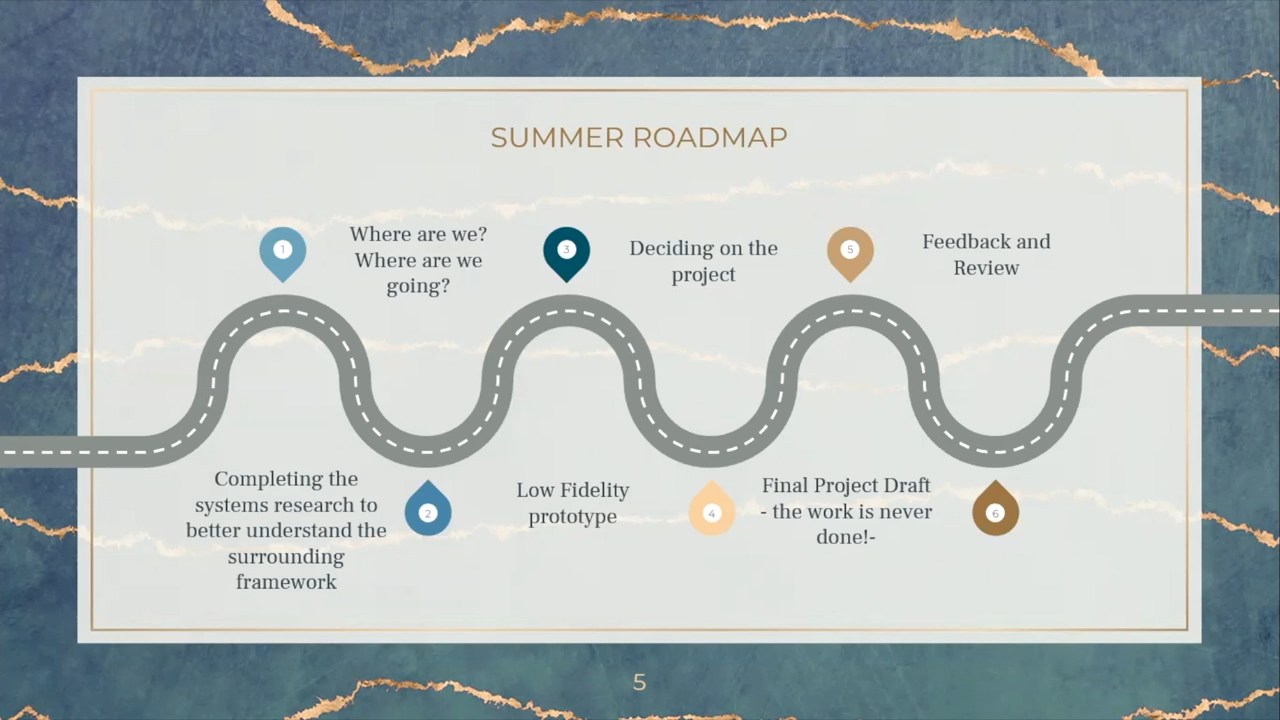 SUMMER ROADMAP
1
Where are we?
Where are we
going?
3
Deciding on the
project
5
Feedback and
Review
Completing the
systems research to
better understand the
surrounding
framework
2
Low Fidelity
prototype
4
Final Project Draft
- the work is never
done!-
6
5